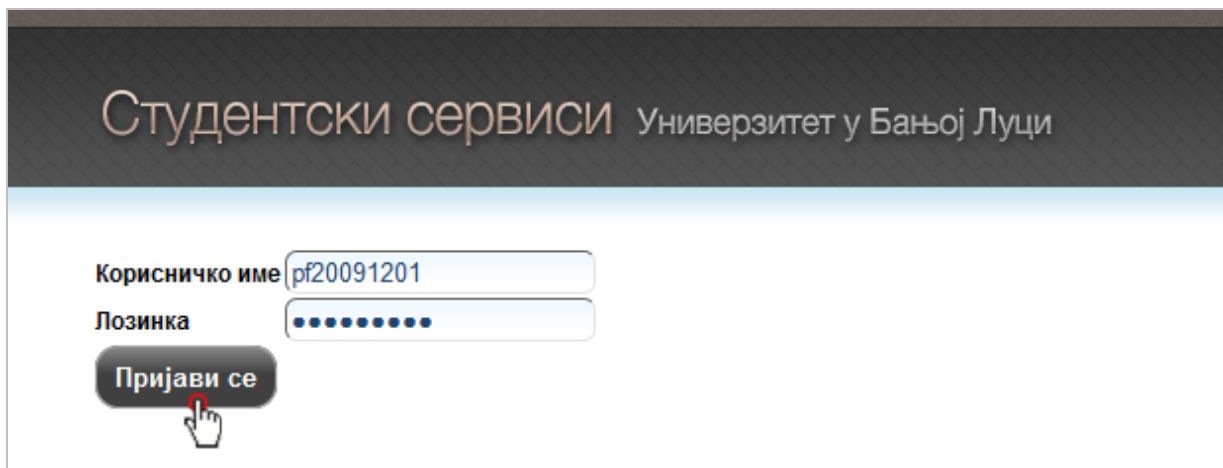 Студентски сервиси Универзитет у Бањој Луци
Корисничко име pf20091201
Лозинка •••••••••
Пријави се